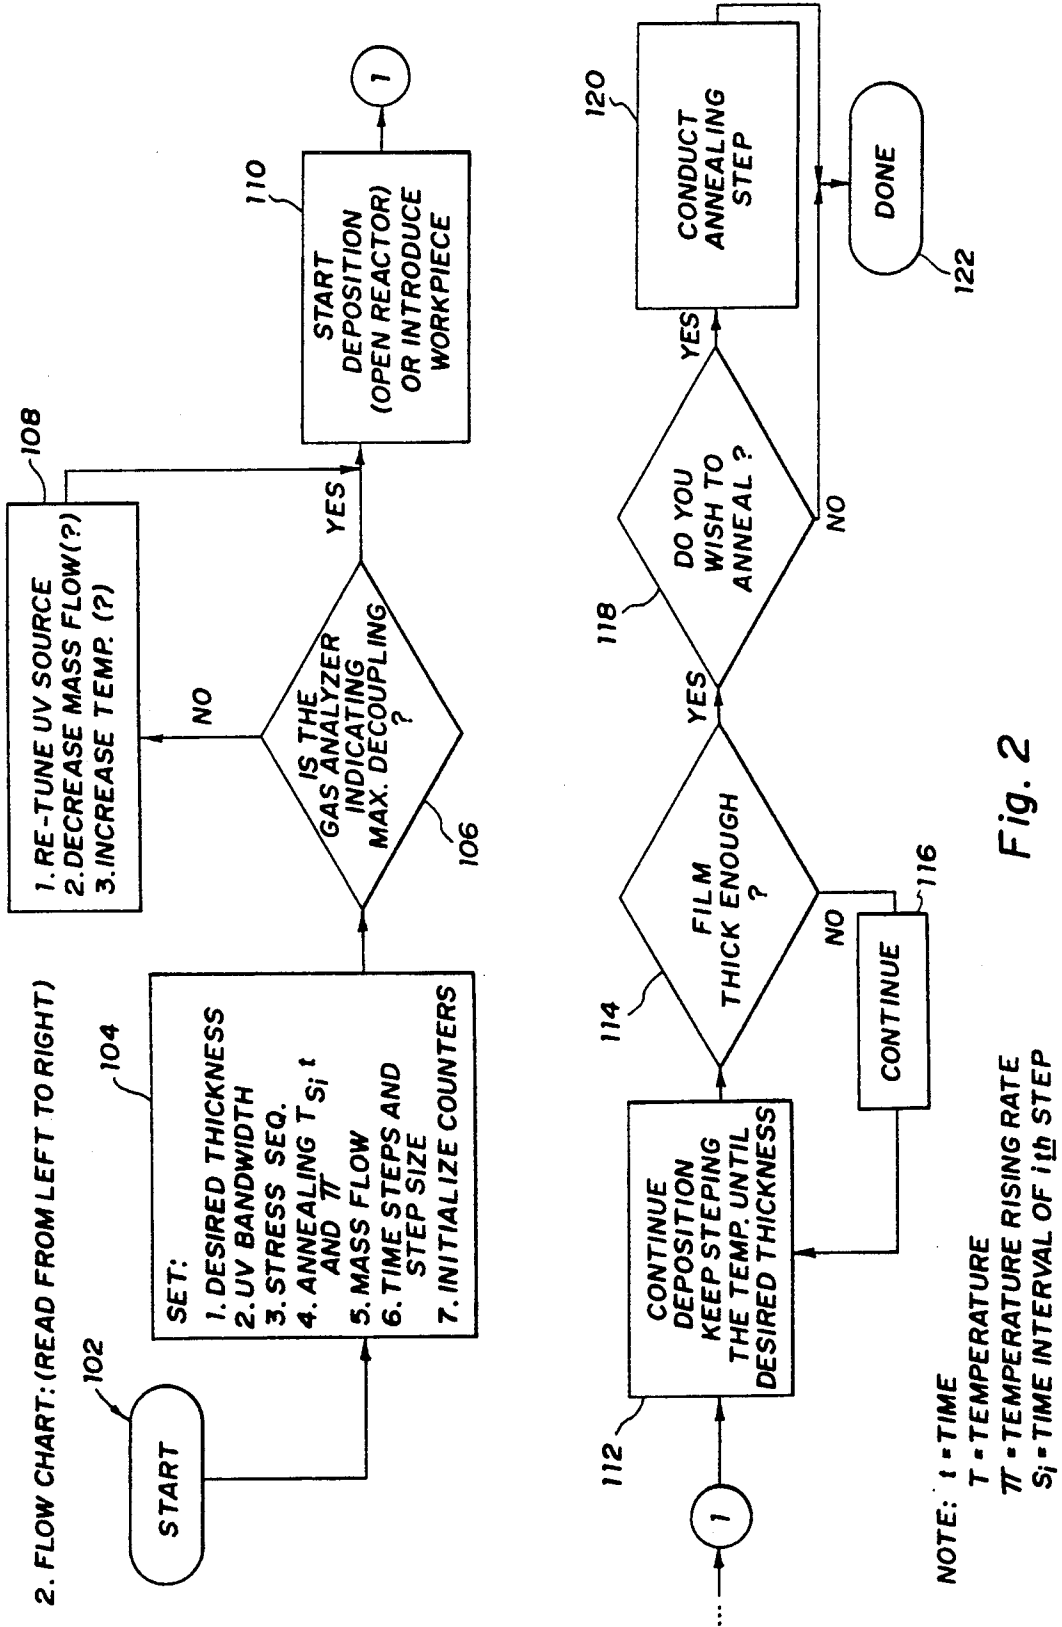 2. FLOW CHART: (READ FROM LEFT TO RIGHT)
102
START
104
SET:
1. DESIRED THICKNESS
2. UV BANDWIDTH
3. STRESS SEQ.
4. ANNEALING T Si t
AND π
5. MASS FLOW
6. TIME STEPS AND
STEP SIZE
7. INITIALIZE COUNTERS
106
IS THE
GAS ANALYZER
INDICATING
MAX. DECOUPLING
?
NO
YES
108
1. RE-TUNE UV SOURCE
2. DECREASE MASS FLOW(?)
3. INCREASE TEMP. (?)
110
START
DEPOSITION
(OPEN REACTOR)
OR INTRODUCE
WORKPIECE
1
...
1
112
CONTINUE
DEPOSITION
KEEP STEPPING
THE TEMP. UNTIL
DESIRED THICKNESS
114
FILM
THICK ENOUGH
?
NO
YES
CONTINUE
116
118
DO YOU
WISH TO
ANNEAL ?
YES
NO
120
CONDUCT
ANNEALING
STEP
DONE
122
NOTE: t = TIME
T = TEMPERATURE
π = TEMPERATURE RISING RATE
Si = TIME INTERVAL OF ith STEP
Fig. 2